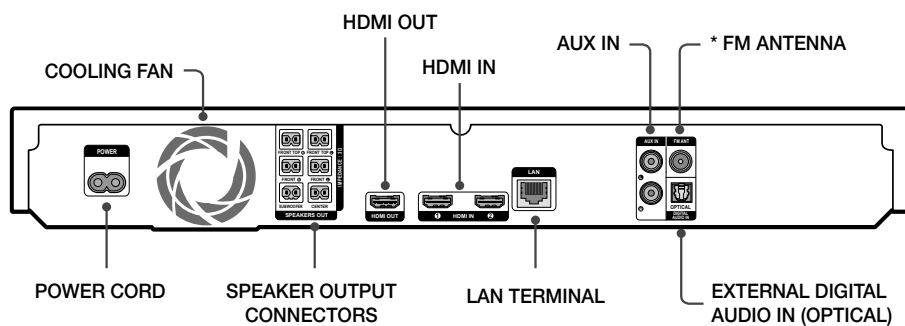 HDMI OUT
AUX IN
* FM ANTENNA
COOLING FAN
HDMI IN
POWER
FRONT TOP R FRONT TOP L
FRONT R FRONT L
SUBWOOFER CENTER
SPEAKERS OUT
IMPEDANCE : 3Ω
HDMI OUT
1 HDMI IN 2
LAN
AUX IN
L
R
FM ANT
OPTICAL
DIGITAL
AUDIO IN
POWER CORD
SPEAKER OUTPUT
CONNECTORS
LAN TERMINAL
EXTERNAL DIGITAL
AUDIO IN (OPTICAL)